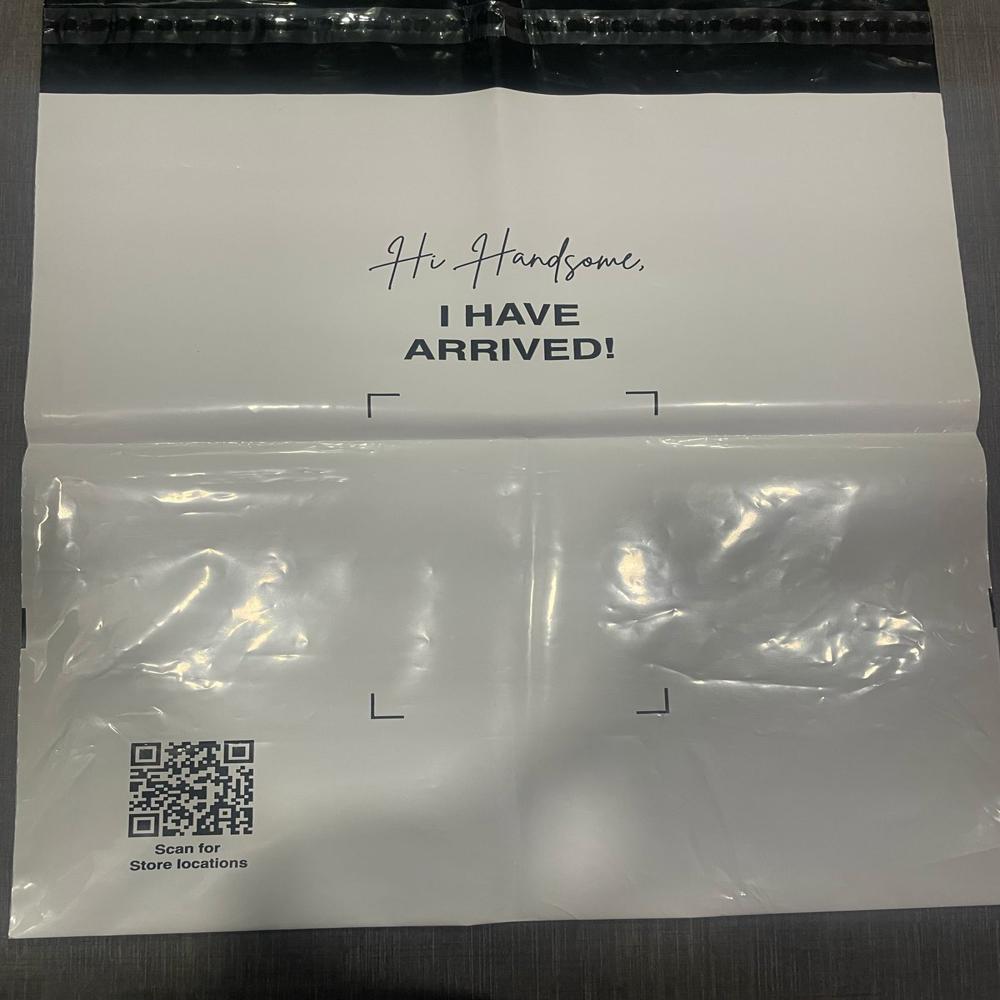 Hi Handsome,
I HAVE
ARRIVED!
Scan for
Store locations